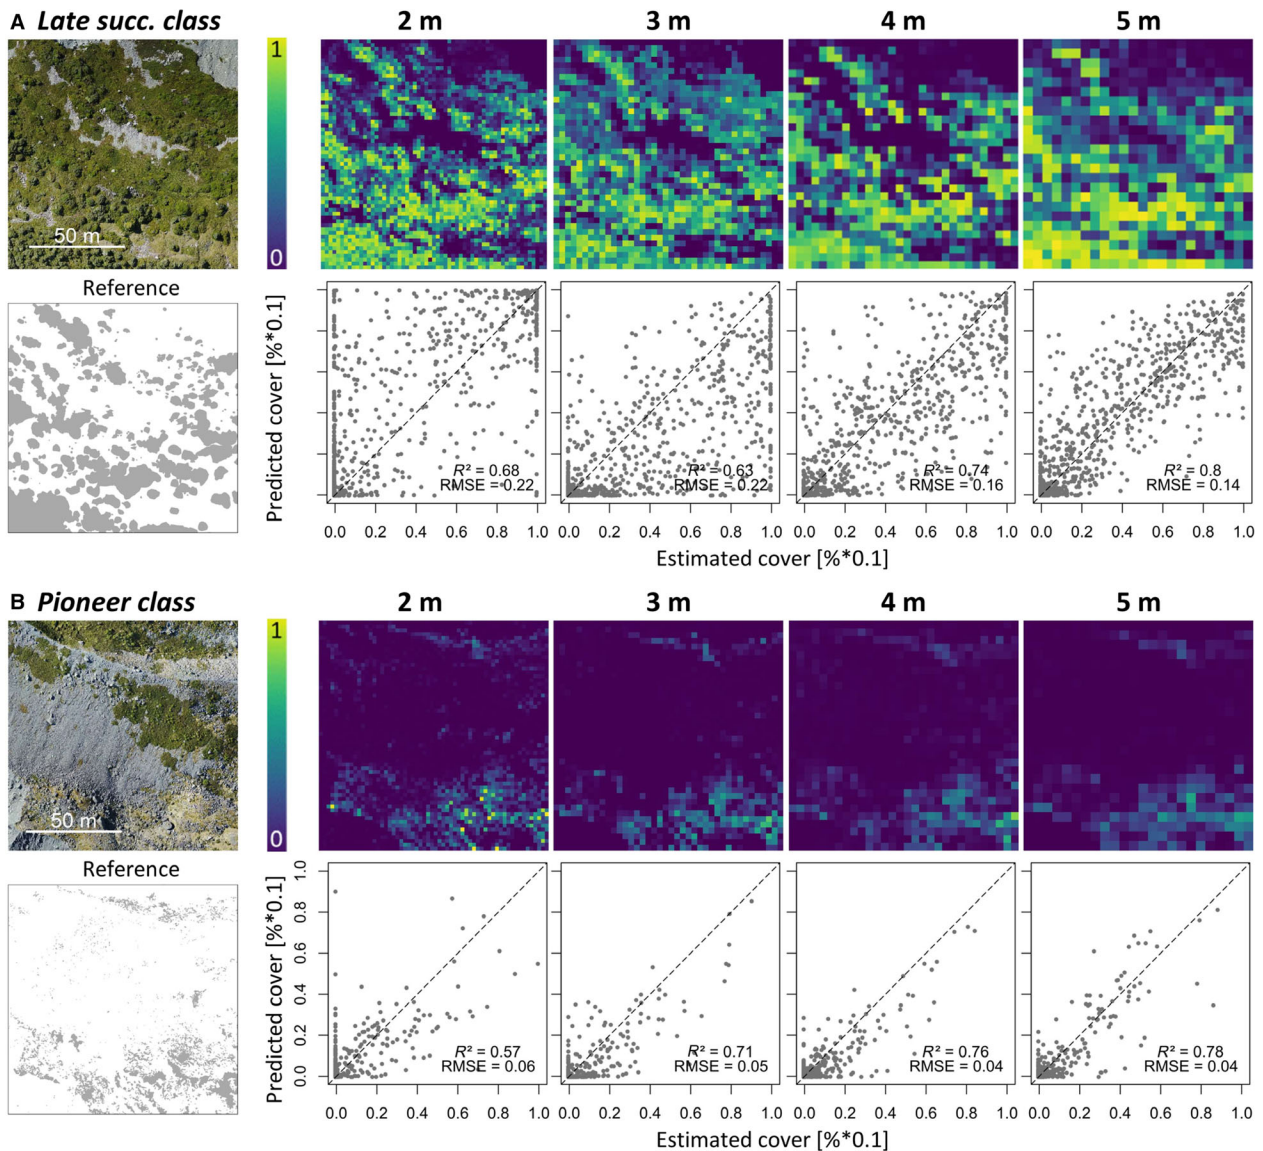 A Late succ. class
2 m 3 m 4 m 5 m
50 m
1
0
Reference
Predicted cover [%*0.1]
R² = 0.68
RMSE = 0.22
R² = 0.63
RMSE = 0.22
R² = 0.74
RMSE = 0.16
R² = 0.8
RMSE = 0.14
0.0 0.2 0.4 0.6 0.8 1.0
0.0 0.2 0.4 0.6 0.8 1.0
0.0 0.2 0.4 0.6 0.8 1.0
0.0 0.2 0.4 0.6 0.8 1.0
Estimated cover [%*0.1]
B Pioneer class
2 m 3 m 4 m 5 m
50 m
1
0
Reference
Predicted cover [%*0.1]
1.0
0.8
0.6
0.4
0.2
0.0
R² = 0.57
RMSE = 0.06
R² = 0.71
RMSE = 0.05
R² = 0.76
RMSE = 0.04
R² = 0.78
RMSE = 0.04
0.0 0.2 0.4 0.6 0.8 1.0
0.0 0.2 0.4 0.6 0.8 1.0
0.0 0.2 0.4 0.6 0.8 1.0
0.0 0.2 0.4 0.6 0.8 1.0
Estimated cover [%*0.1]